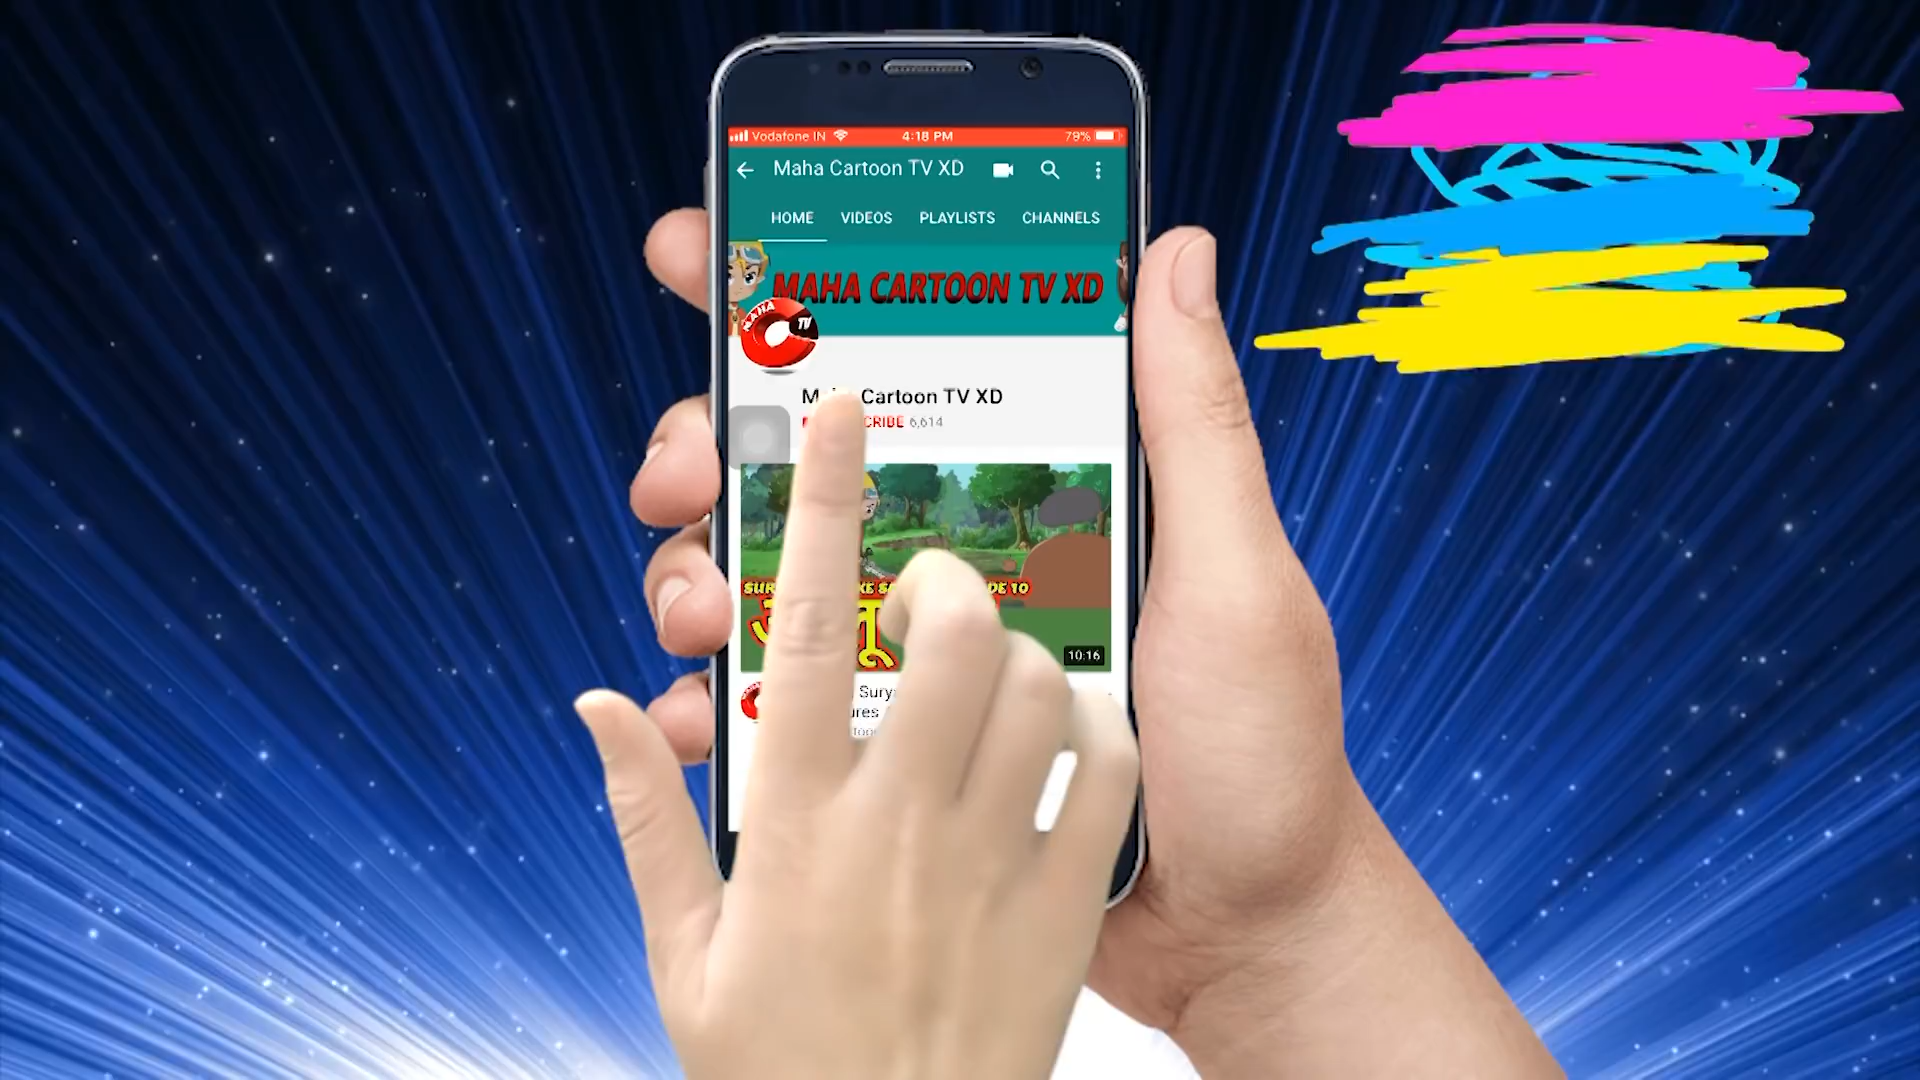 Vodafone IN 4:18 PM 79%
Maha Cartoon TV XD
HOME VIDEOS PLAYLISTS CHANNELS
MAHA CARTOON TV XD
MAHA TV
Cartoon TV XD
CRIBE 6,614
10:16